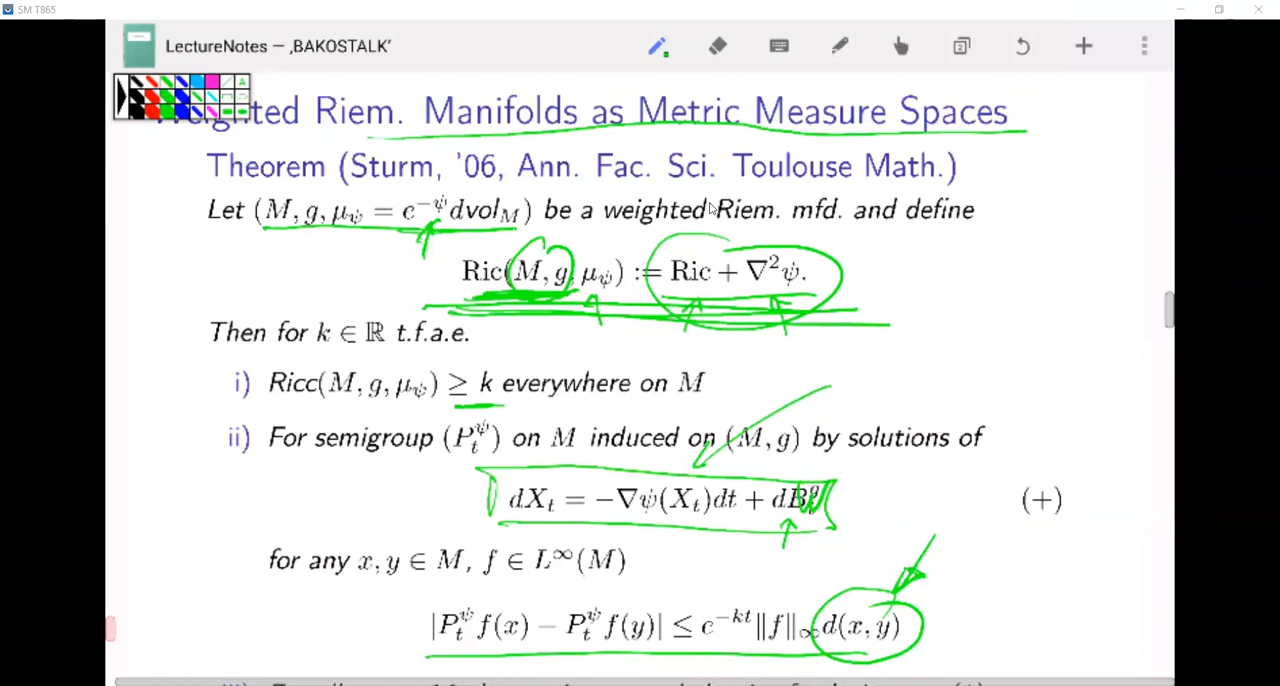 SM T865
LectureNotes – ‚BAKOSTALK’
Weighted Riem. Manifolds as Metric Measure Spaces
Theorem (Sturm, '06, Ann. Fac. Sci. Toulouse Math.)
Let (M, g, μ_ψ = e^{−ψ} dvol_M) be a weighted Riem. mfd. and define
Ric(M, g, μ_ψ) := Ric + ∇²ψ.
Then for k ∈ ℝ t.f.a.e.
i) Ricc(M, g, μ_ψ) ≥ k everywhere on M
ii) For semigroup (P_t^ψ) on M induced on (M, g) by solutions of
dX_t = −∇ψ(X_t)dt + dB_t^g (+)
for any x, y ∈ M, f ∈ L^∞(M)
|P_t^ψ f(x) − P_t^ψ f(y)| ≤ e^{−kt} ‖f‖_∞ d(x, y)